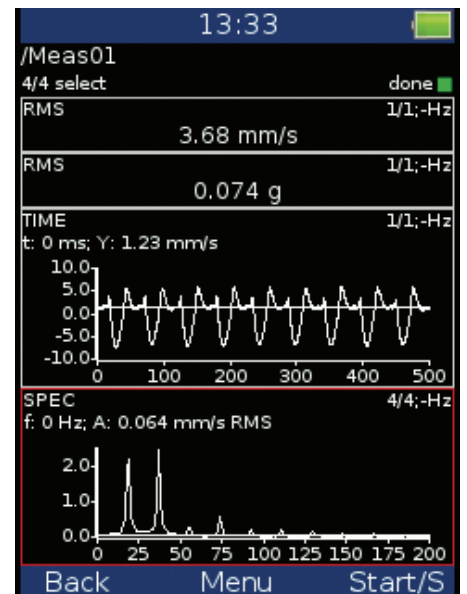 13:33
/Meas01
4/4 select done
RMS 1/1;-Hz
3.68 mm/s
RMS 1/1;-Hz
0.074 g
TIME 1/1;-Hz
t: 0 ms; Y: 1.23 mm/s
10.0
5.0
0.0
-5.0
-10.0
0 100 200 300 400 500
SPEC 4/4;-Hz
f: 0 Hz; A: 0.064 mm/s RMS
2.0
1.0
0.0
0 25 50 75 100 125 150 175 200
Back Menu Start/S